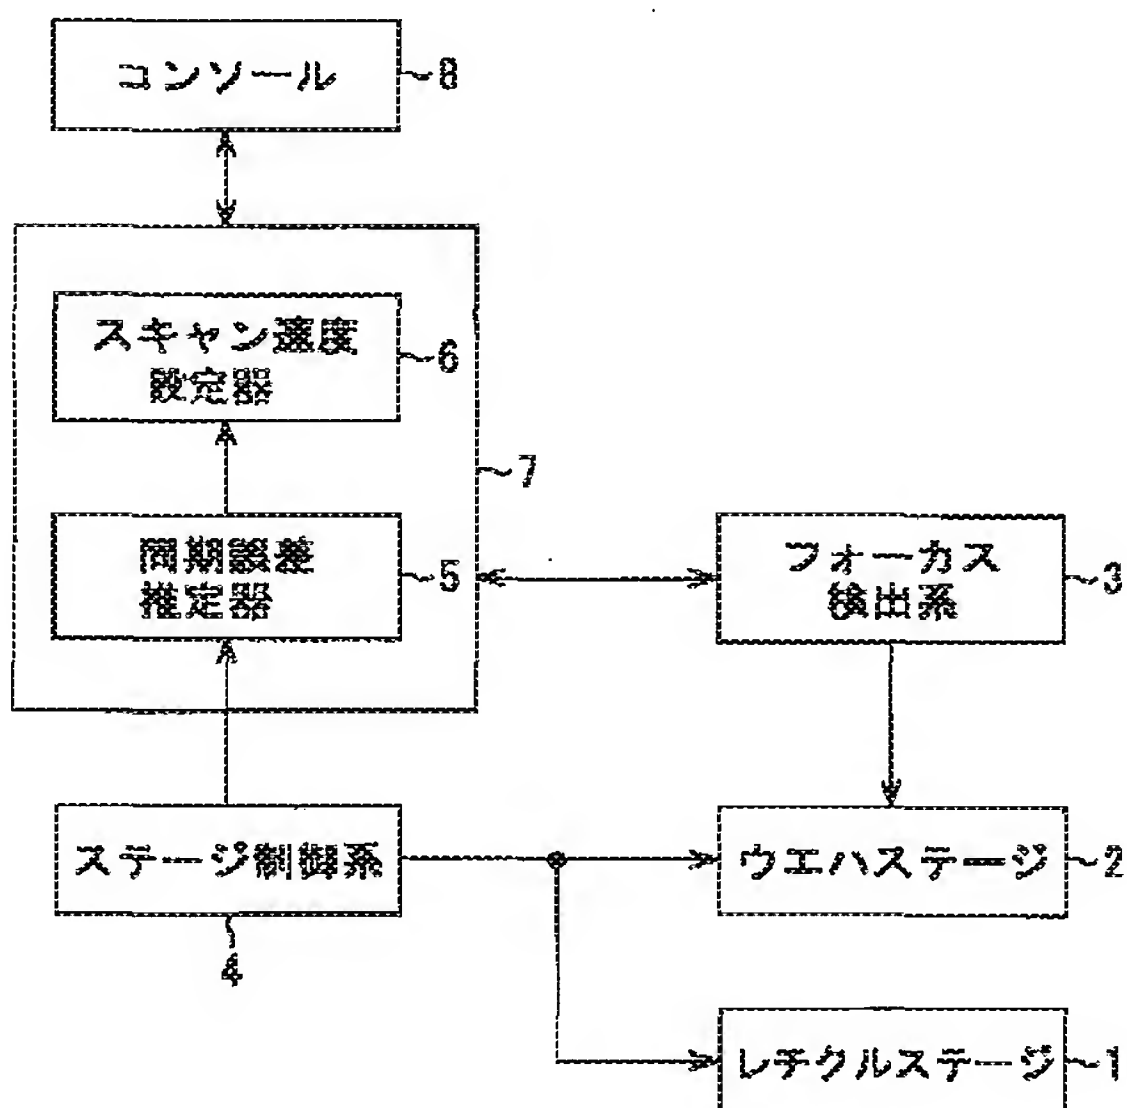 コンソール
8
スキャン速度
設定器
6
7
同期誤差
推定器
5
フォーカス
検出系
3
ステージ制御系
4
ウエハステージ
2
レチクルステージ
1